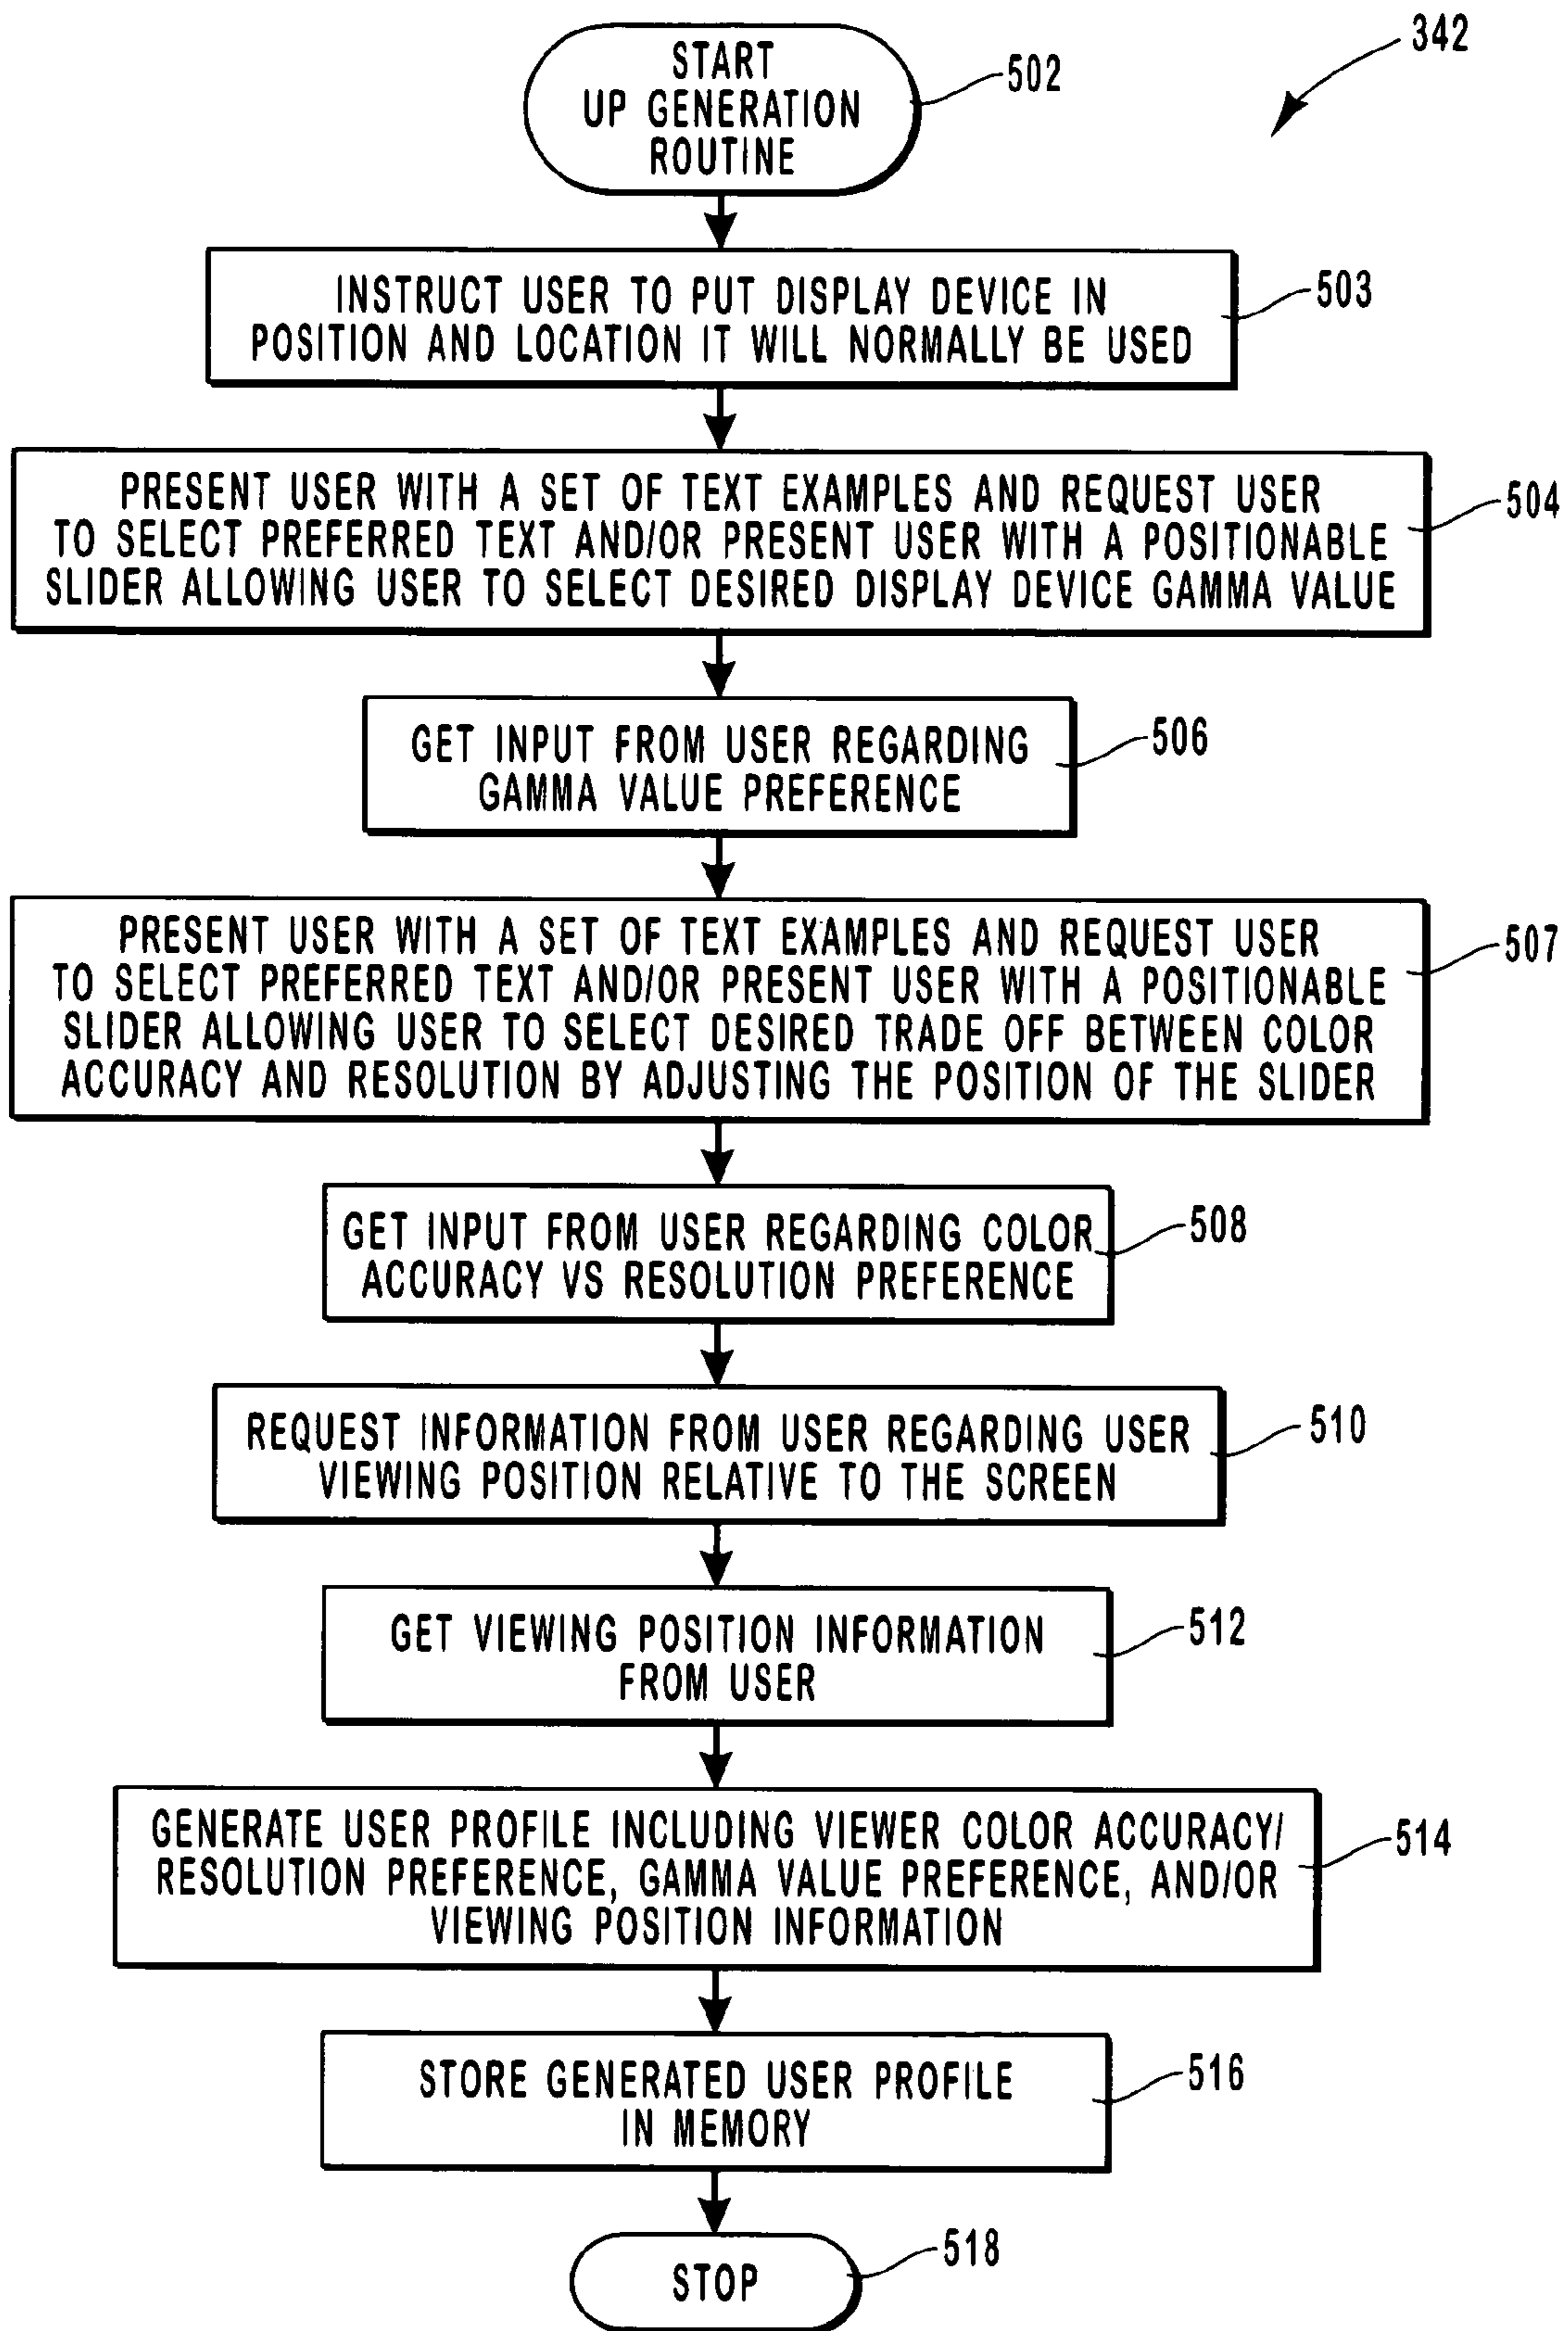 342
START
UP GENERATION
ROUTINE
502
INSTRUCT USER TO PUT DISPLAY DEVICE IN
POSITION AND LOCATION IT WILL NORMALLY BE USED
503
PRESENT USER WITH A SET OF TEXT EXAMPLES AND REQUEST USER
TO SELECT PREFERRED TEXT AND/OR PRESENT USER WITH A POSITIONABLE
SLIDER ALLOWING USER TO SELECT DESIRED DISPLAY DEVICE GAMMA VALUE
504
GET INPUT FROM USER REGARDING
GAMMA VALUE PREFERENCE
506
PRESENT USER WITH A SET OF TEXT EXAMPLES AND REQUEST USER
TO SELECT PREFERRED TEXT AND/OR PRESENT USER WITH A POSITIONABLE
SLIDER ALLOWING USER TO SELECT DESIRED TRADE OFF BETWEEN COLOR
ACCURACY AND RESOLUTION BY ADJUSTING THE POSITION OF THE SLIDER
507
GET INPUT FROM USER REGARDING COLOR
ACCURACY VS RESOLUTION PREFERENCE
508
REQUEST INFORMATION FROM USER REGARDING USER
VIEWING POSITION RELATIVE TO THE SCREEN
510
GET VIEWING POSITION INFORMATION
FROM USER
512
GENERATE USER PROFILE INCLUDING VIEWER COLOR ACCURACY/
RESOLUTION PREFERENCE, GAMMA VALUE PREFERENCE, AND/OR
VIEWING POSITION INFORMATION
514
STORE GENERATED USER PROFILE
IN MEMORY
516
STOP
518